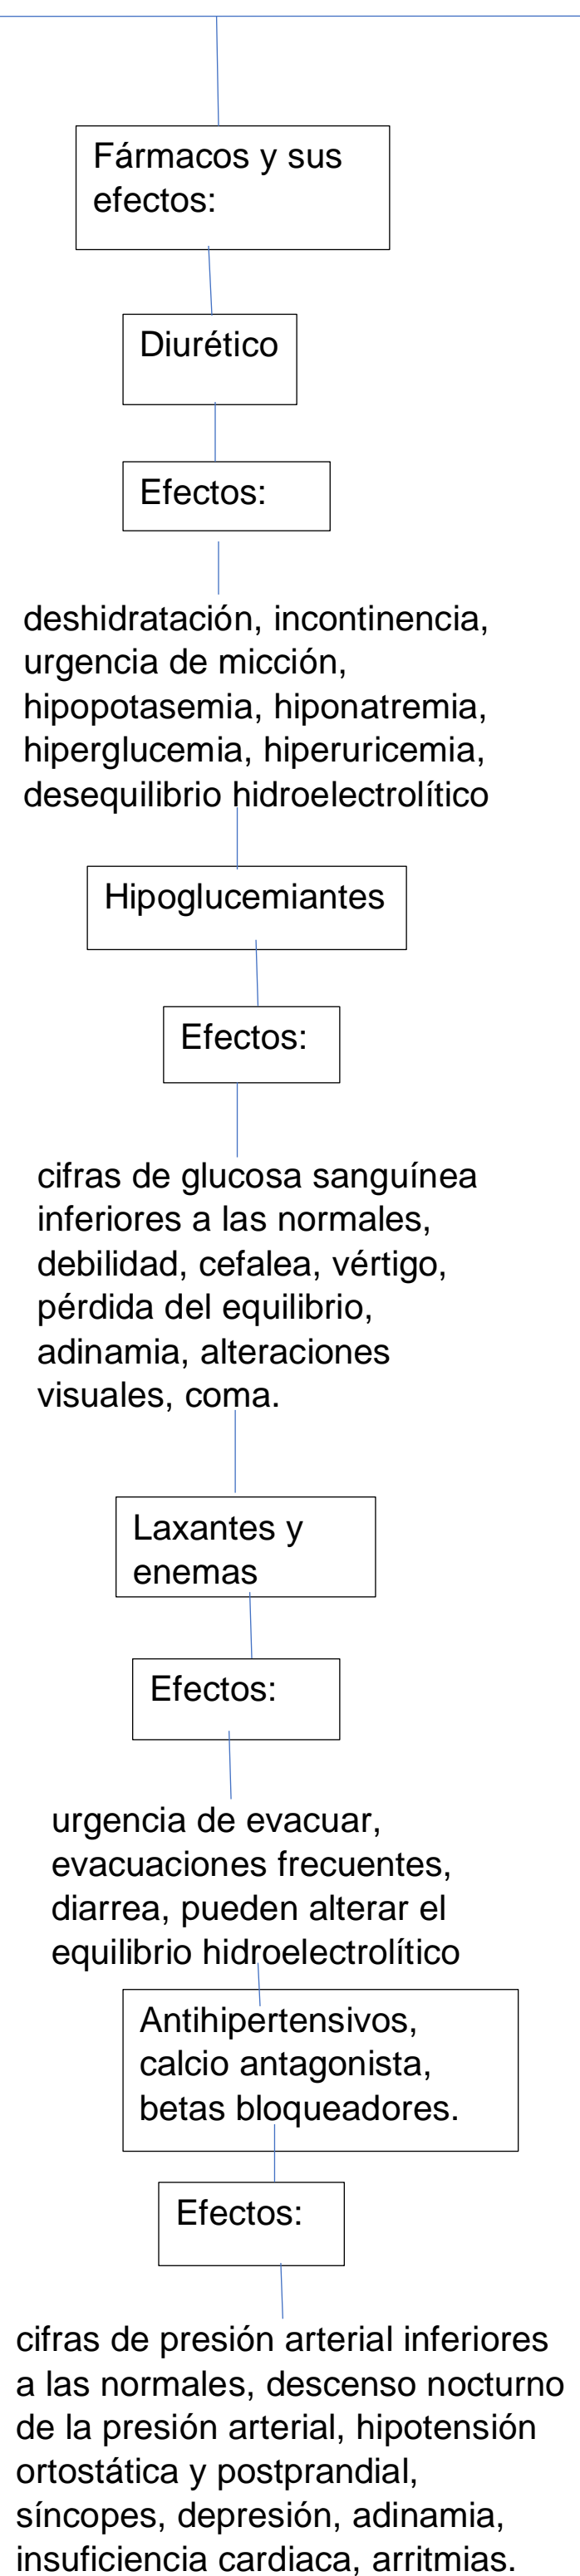 Fármacos y sus
efectos:
Diurético
Efectos:
deshidratación, incontinencia,
urgencia de micción,
hipopotasemia, hiponatremia,
hiperglucemia, hiperuricemia,
desequilibrio hidroelectrolítico
Hipoglucemiantes
Efectos:
cifras de glucosa sanguínea
inferiores a las normales,
debilidad, cefalea, vértigo,
pérdida del equilibrio,
adinamia, alteraciones
visuales, coma.
Laxantes y
enemas
Efectos:
urgencia de evacuar,
evacuaciones frecuentes,
diarrea, pueden alterar el
equilibrio hidroelectrolítico
Antihipertensivos,
calcio antagonista,
betas bloqueadores.
Efectos:
cifras de presión arterial inferiores
a las normales, descenso nocturno
de la presión arterial, hipotensión
ortostática y postprandial,
síncopes, depresión, adinamia,
insuficiencia cardiaca, arritmias.